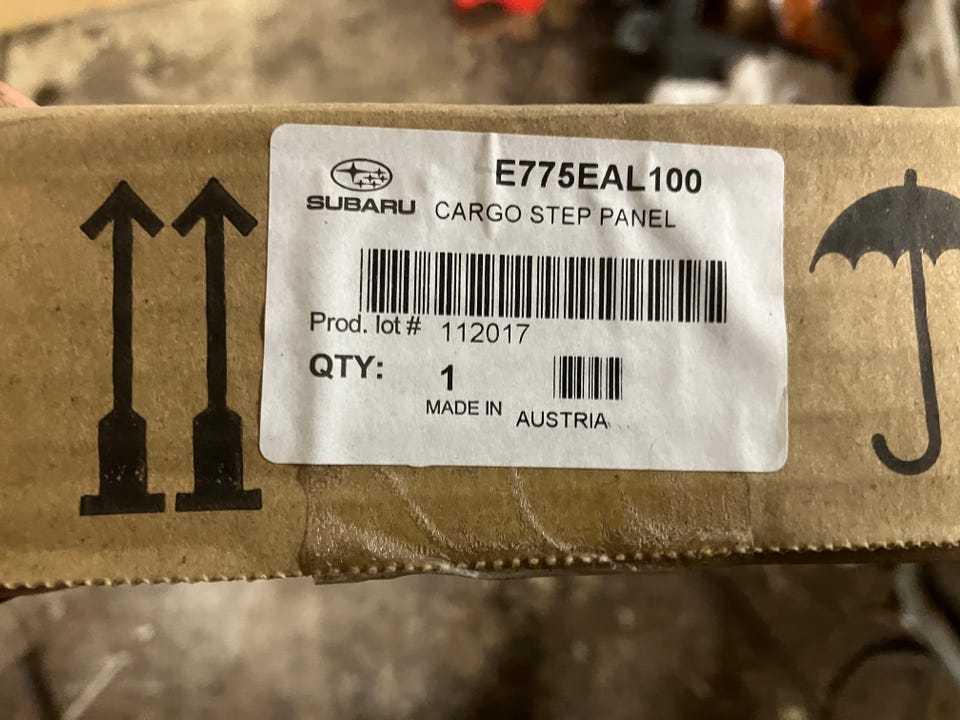 E775EAL100
SUBARU CARGO STEP PANEL
Prod. lot # 112017
QTY: 1
MADE IN AUSTRIA